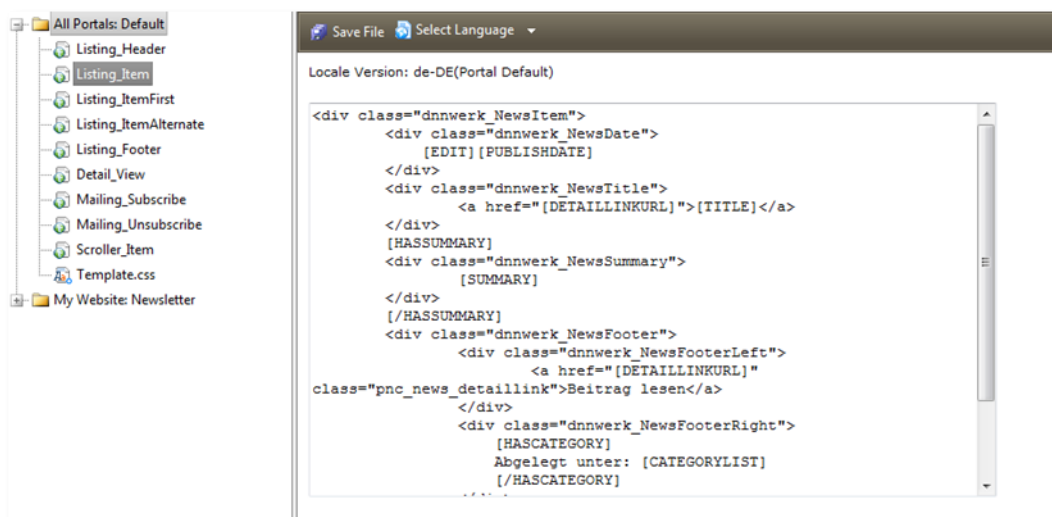 All Portals: Default
Listing_Header
Listing_Item
Listing_ItemFirst
Listing_ItemAlternate
Listing_Footer
Detail_View
Mailing_Subscribe
Mailing_Unsubscribe
Scroller_Item
Template.css
My Website: Newsletter
Save File Select Language
Locale Version: de-DE(Portal Default)
<div class="dnnwerk_NewsItem">
<div class="dnnwerk_NewsDate">
[EDIT][PUBLISHDATE]
</div>
<div class="dnnwerk_NewsTitle">
<a href="[DETAILLINKURL]">[TITLE]</a>
</div>
[HASSUMMARY]
<div class="dnnwerk_NewsSummary">
[SUMMARY]
</div>
[/HASSUMMARY]
<div class="dnnwerk_NewsFooter">
<div class="dnnwerk_NewsFooterLeft">
<a href="[DETAILLINKURL]"
class="pnc_news_detaillink">Beitrag lesen</a>
</div>
<div class="dnnwerk_NewsFooterRight">
[HASCATEGORY]
Abgelegt unter: [CATEGORYLIST]
[/HASCATEGORY]